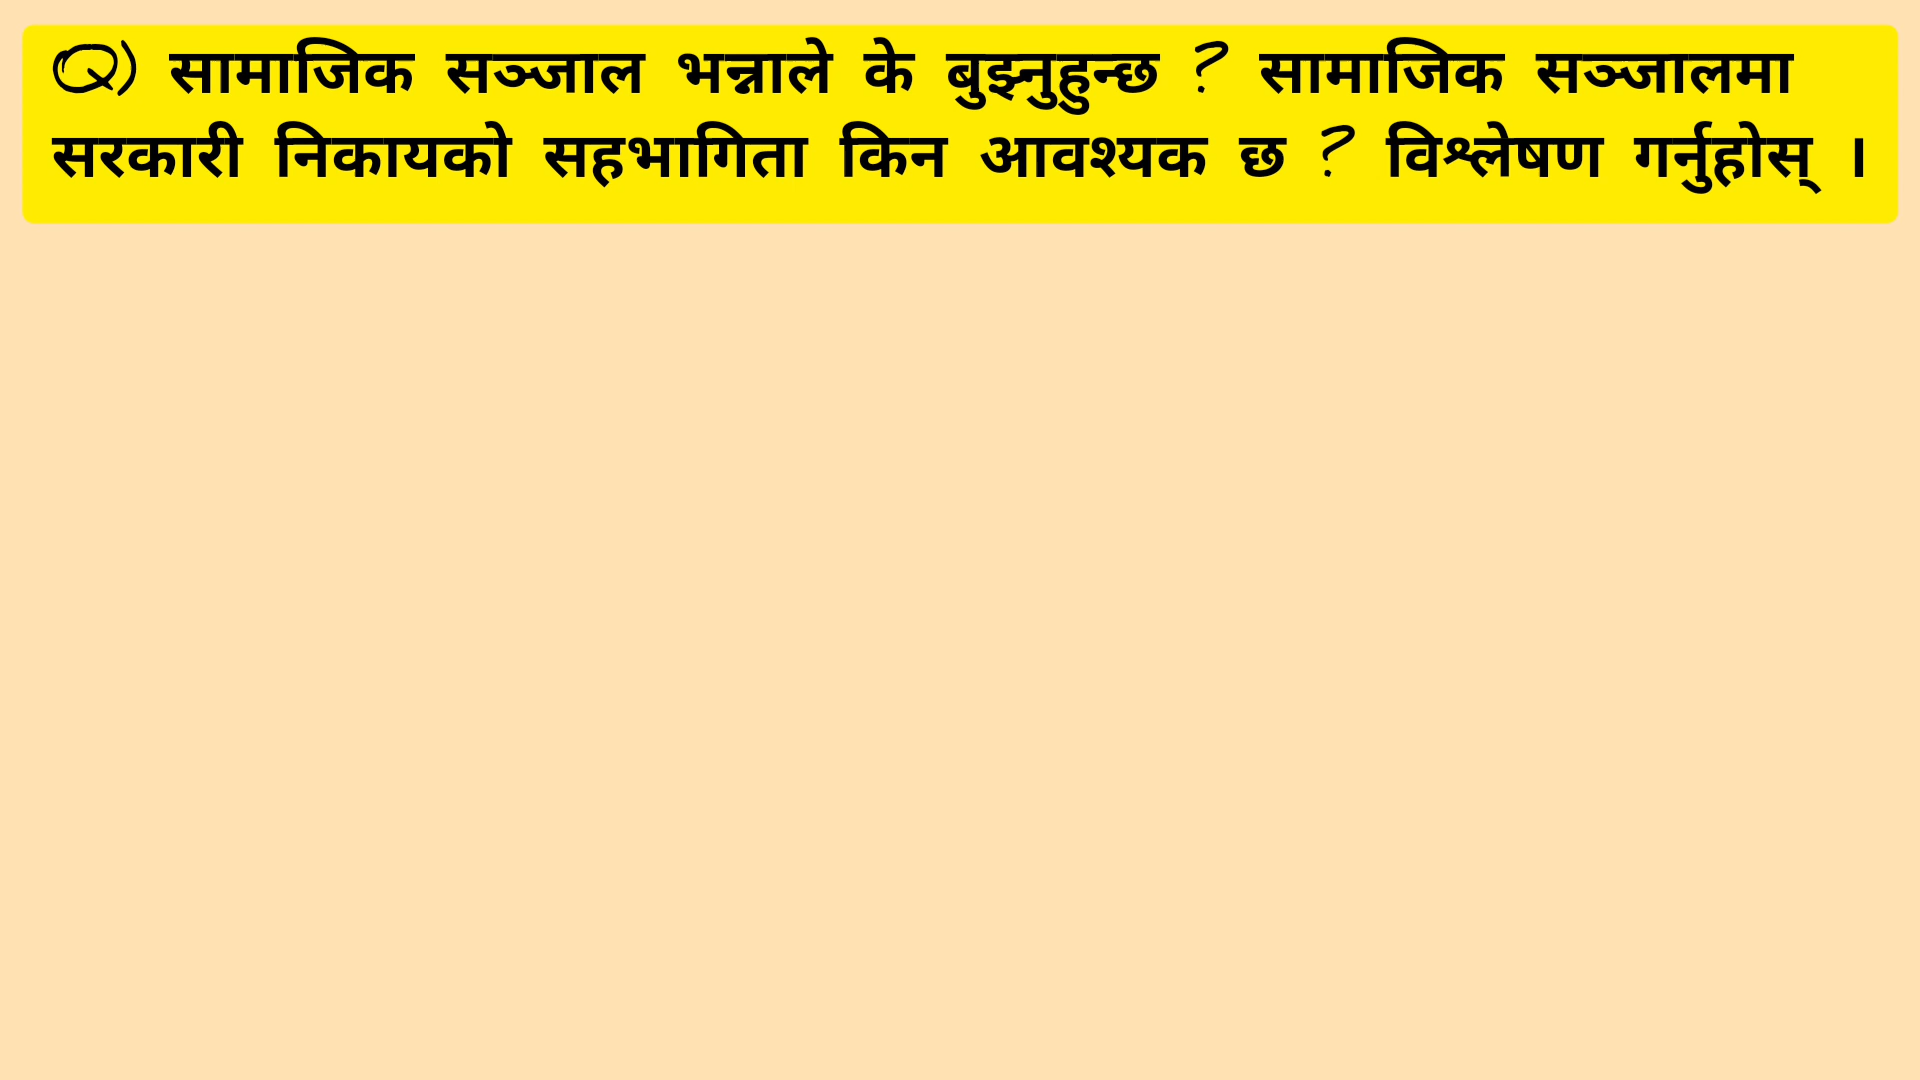 Q) सामाजिक सञ्जाल भन्नाले के बुझ्नुहुन्छ ? सामाजिक सञ्जालमा
सरकारी निकायको सहभागिता किन आवश्यक छ ? विश्लेषण गर्नुहोस् ।